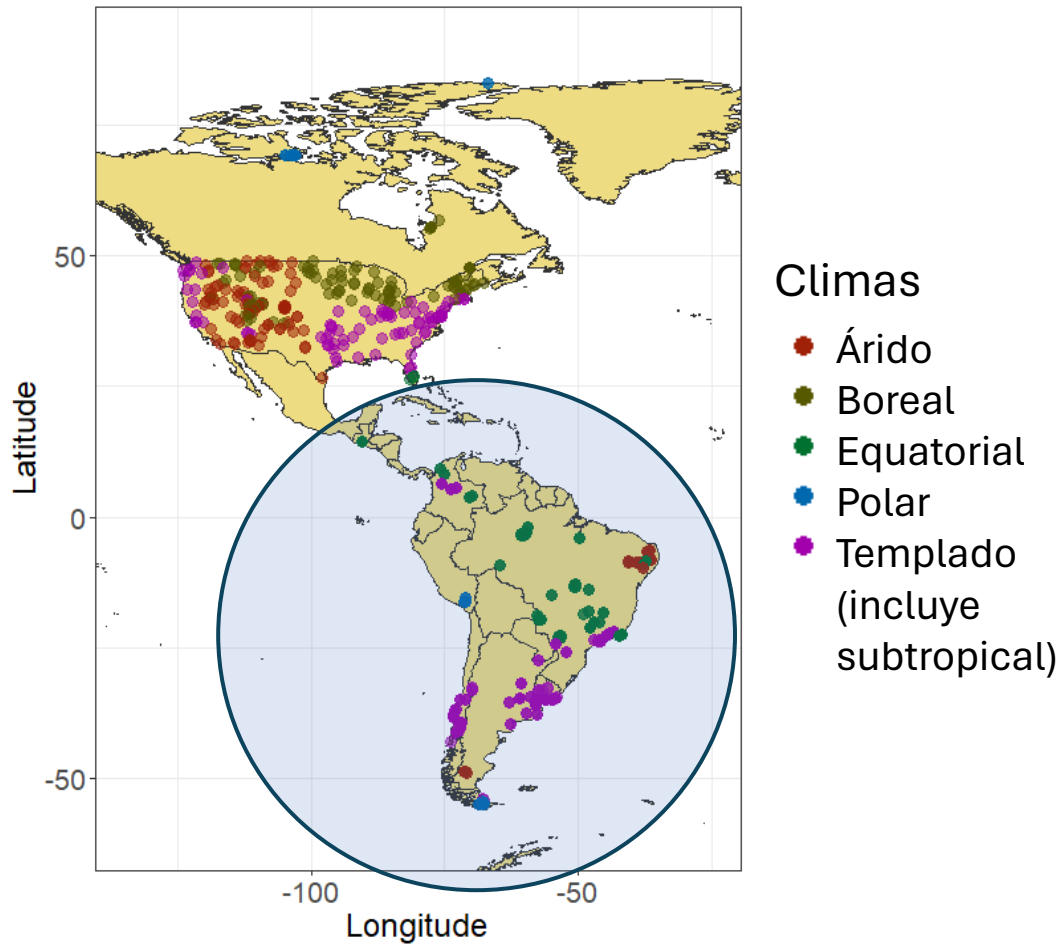 50
0
-50
Latitude
-100
-50
Longitude
Climas
Árido
Boreal
Equatorial
Polar
Templado
(incluye
subtropical)